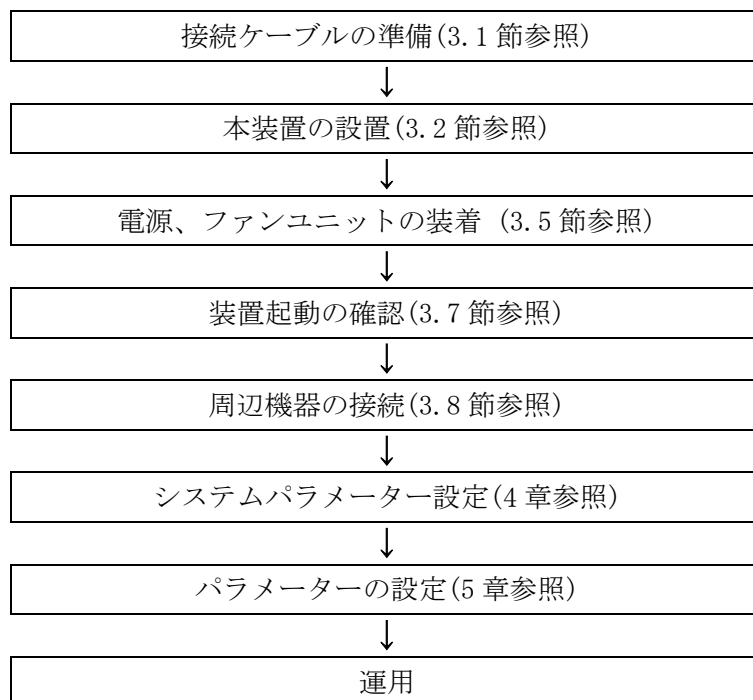 接続ケーブルの準備(3.1 節参照)
↓
本装置の設置(3.2 節参照)
↓
電源、ファンユニットの装着 (3.5 節参照)
↓
装置起動の確認(3.7 節参照)
↓
周辺機器の接続(3.8 節参照)
↓
システムパラメーター設定(4 章参照)
↓
パラメーターの設定(5 章参照)
↓
運用